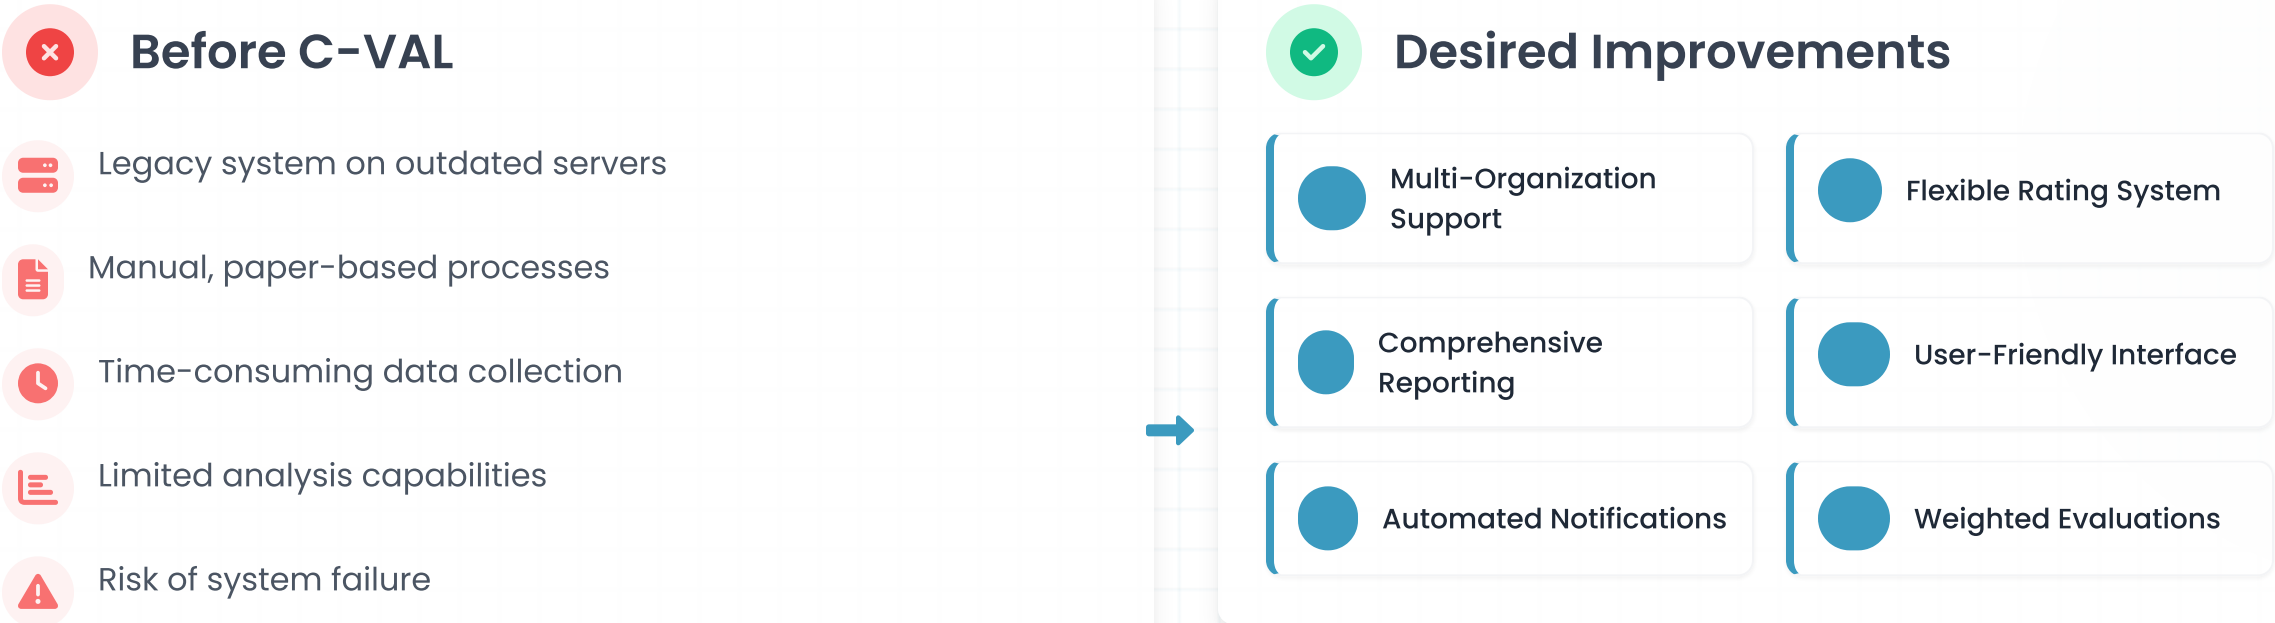 Before C-VAL
Legacy system on outdated servers
Manual, paper-based processes
Time-consuming data collection
Limited analysis capabilities
Risk of system failure
Desired Improvements
Multi-Organization
Support
Flexible Rating System
Comprehensive
Reporting
User-Friendly Interface
Automated Notifications
Weighted Evaluations